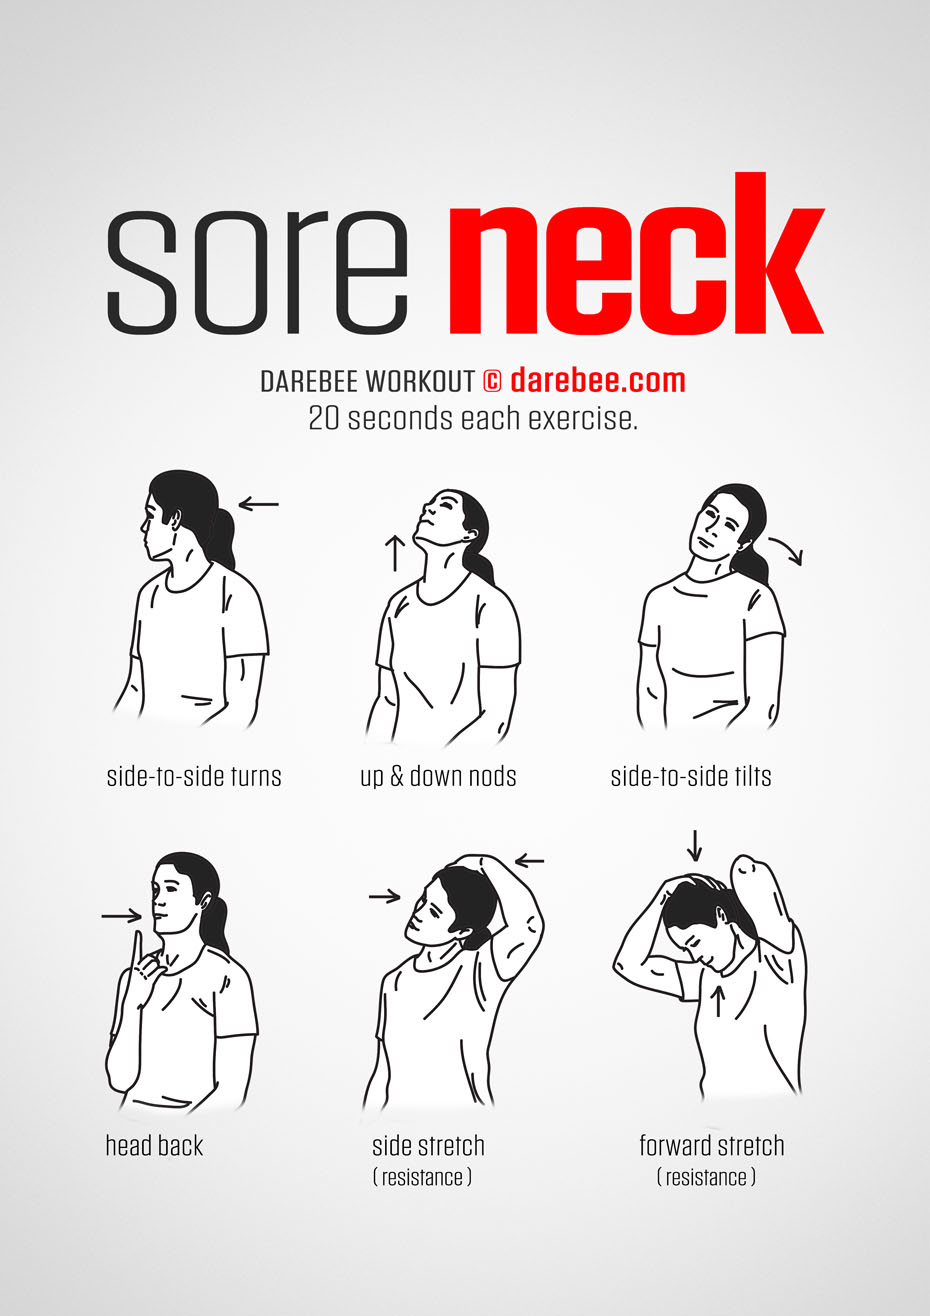 sore neck
DAREBEE WORKOUT © darebee.com
20 seconds each exercise.
side-to-side turns
up & down nods
side-to-side tilts
head back
side stretch
( resistance )
forward stretch
( resistance )